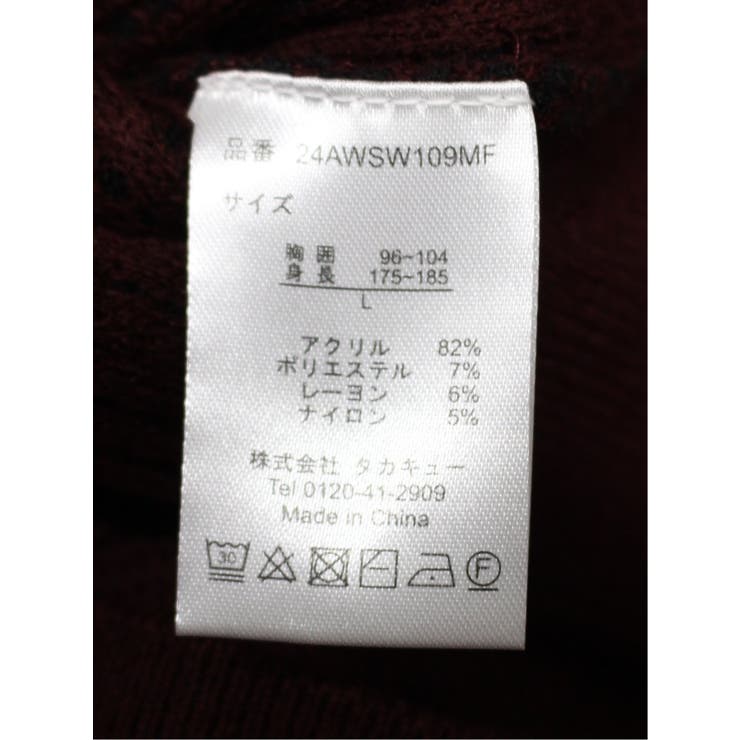 品番 24AWSW109MF
サイズ
胸囲 96~104
身長 175~185
L
アクリル 82%
ポリエステル 7%
レーヨン 6%
ナイロン 5%
株式会社 タカキュー
Tel 0120-41-2909
Made in China
30 F